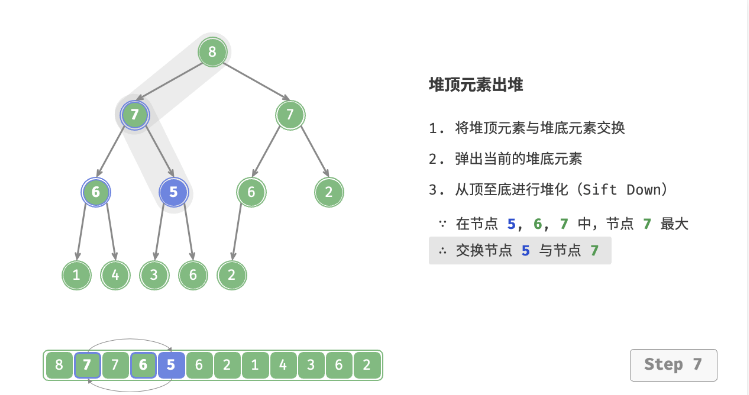 8
堆顶元素出堆
7
7
1. 将堆顶元素与堆底元素交换
2. 弹出当前的堆底元素
6
5
6
2
3. 从顶至底进行堆化（Sift Down）
∵ 在节点 5, 6, 7 中，节点 7 最大
∴ 交换节点 5 与节点 7
1 4 3 6 2
8 7 7 6 5 6 2 1 4 3 6 2
Step 7